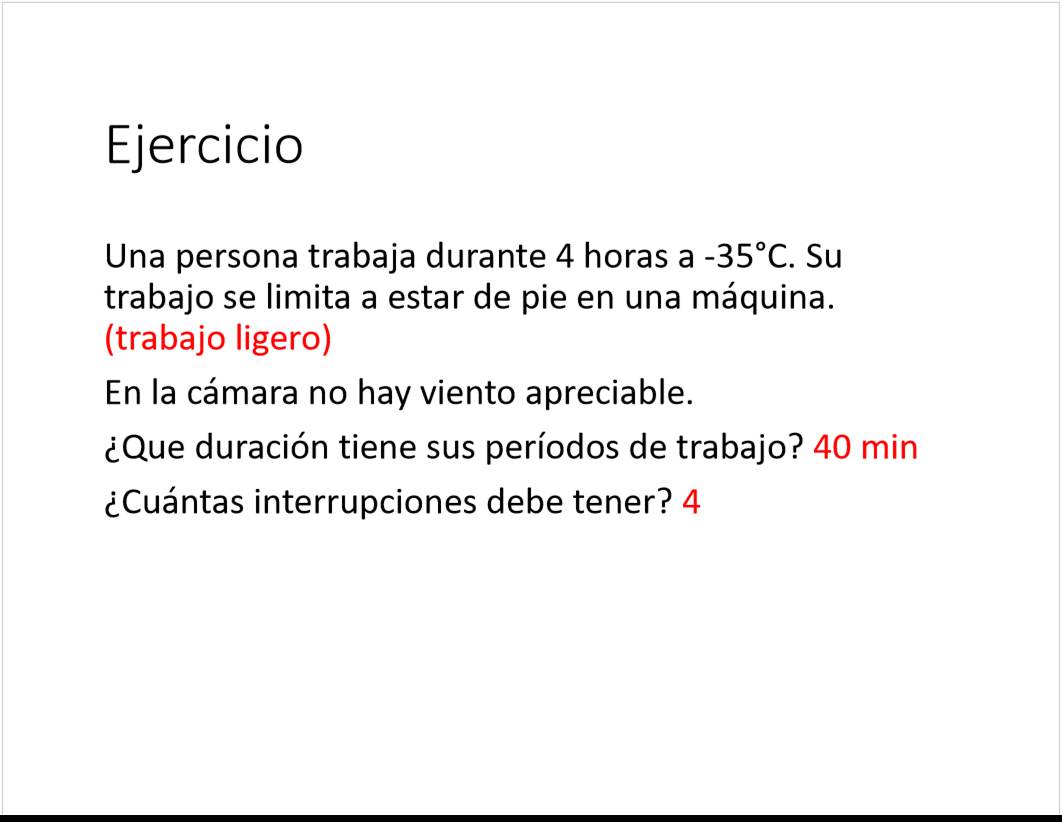 Ejercicio
Una persona trabaja durante 4 horas a -35°C. Su
trabajo se limita a estar de pie en una máquina.
(trabajo ligero)
En la cámara no hay viento apreciable.
¿Que duración tiene sus períodos de trabajo? 40 min
¿Cuántas interrupciones debe tener? 4